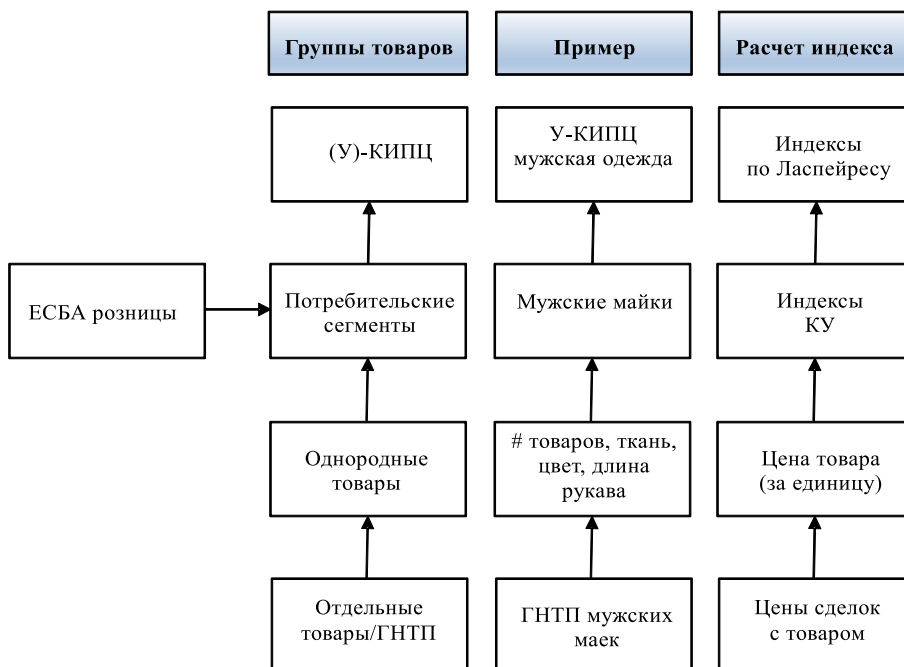 Группы товаров
Пример
Расчет индекса
(У)-КИПЦ
У-КИПЦ
мужская одежда
Индексы
по Ласпейресу
ЕСБА розницы
Потребительские
сегменты
Мужские майки
Индексы
КУ
Однородные
товары
# товаров, ткань,
цвет, длина
рукава
Цена товара
(за единицу)
Отдельные
товары/ГНТП
ГНТП мужских
маек
Цены сделок
с товаром